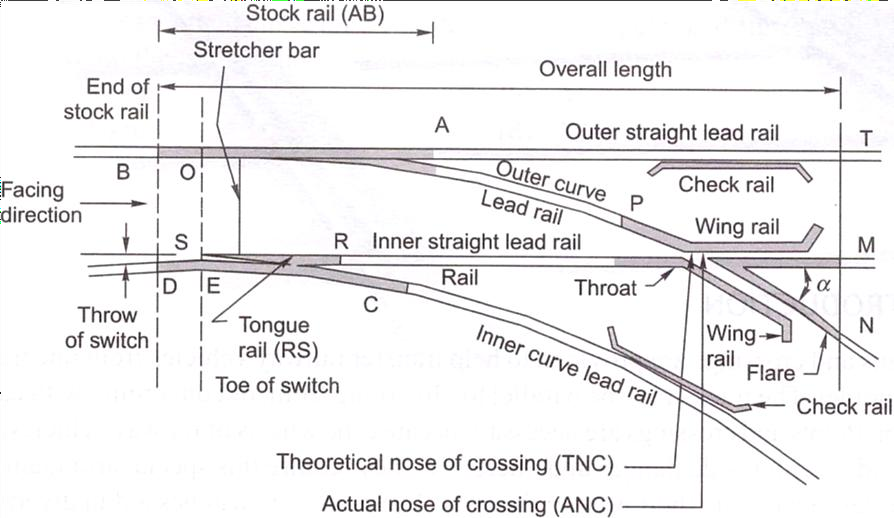 Stock rail (AB)
Stretcher bar
Overall length
End of
stock rail
A
Outer straight lead rail
T
B
O
Outer curve
Lead rail
Check rail
Facing
direction
P
Wing rail
S
R
Inner straight lead rail
M
D
E
Rail
Throat
α
C
Throw
of switch
Tongue
rail (RS)
Inner curve lead rail
Wing
rail
N
Flare
Toe of switch
Check rail
Theoretical nose of crossing (TNC)
Actual nose of crossing (ANC)